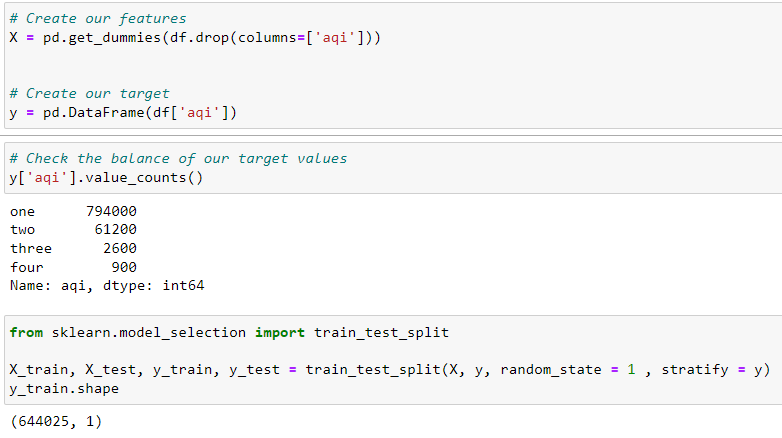 # Create our features
X = pd.get_dummies(df.drop(columns=['aqi']))
# Create our target
y = pd.DataFrame(df['aqi'])
# Check the balance of our target values
y['aqi'].value_counts()
one      794000
two       61200
three      2600
four        900
Name: aqi, dtype: int64
from sklearn.model_selection import train_test_split
X_train, X_test, y_train, y_test = train_test_split(X, y, random_state = 1 , stratify = y)
y_train.shape
(644025, 1)